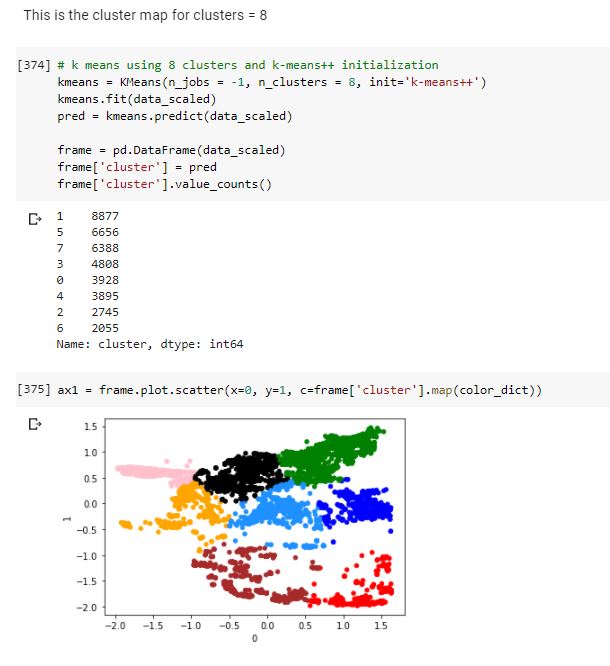 This is the cluster map for clusters = 8
[374] # k means using 8 clusters and k-means++ initialization
kmeans = KMeans(n_jobs = -1, n_clusters = 8, init='k-means++')
kmeans.fit(data_scaled)
pred = kmeans.predict(data_scaled)
frame = pd.DataFrame(data_scaled)
frame['cluster'] = pred
frame['cluster'].value_counts()
1 8877
5 6656
7 6388
3 4808
0 3928
4 3895
2 2745
6 2055
Name: cluster, dtype: int64
[375] ax1 = frame.plot.scatter(x=0, y=1, c=frame['cluster'].map(color_dict))
1.5
1.0
0.5
0.0
-0.5
-1.0
-1.5
-2.0
1
-2.0 -1.5 -1.0 -0.5 0.0 0.5 1.0 1.5
0